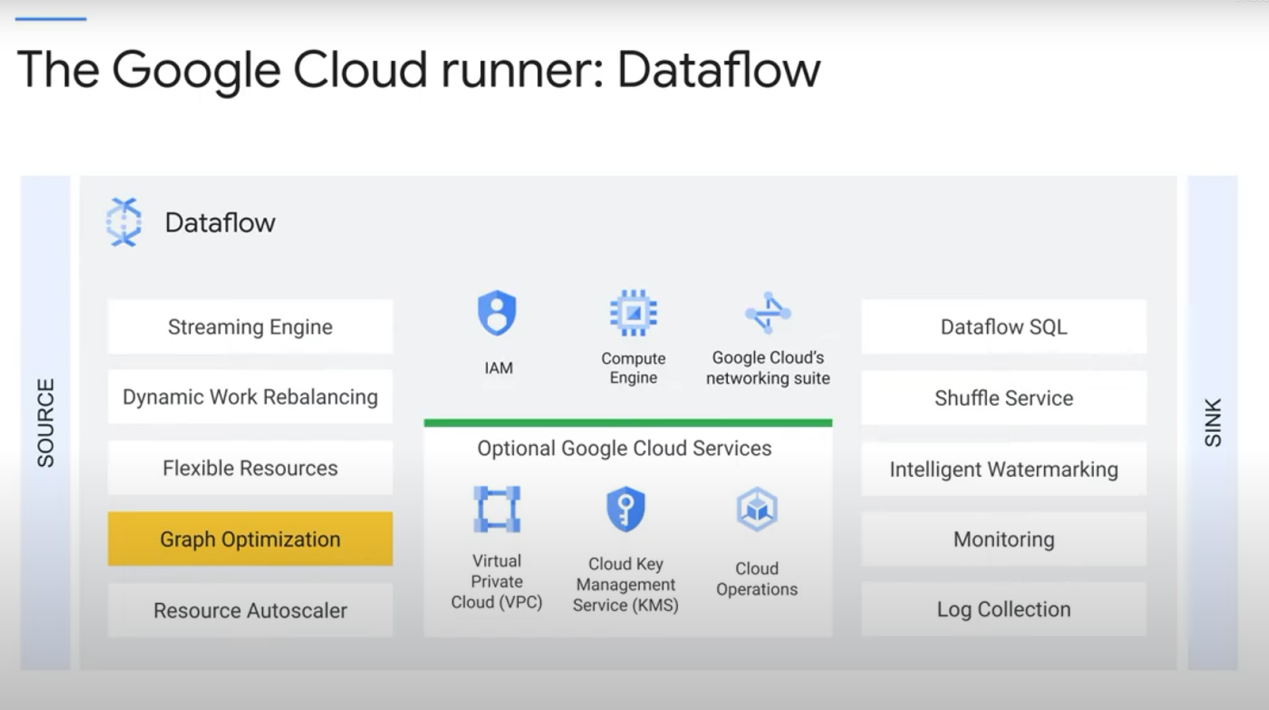 The Google Cloud runner: Dataflow
SOURCE
Dataflow
Streaming Engine
Dynamic Work Rebalancing
Flexible Resources
Graph Optimization
Resource Autoscaler
IAM
Compute
Engine
Google Cloud's
networking suite
Optional Google Cloud Services
Virtual
Private
Cloud (VPC)
Cloud Key
Management
Service (KMS)
Cloud
Operations
Dataflow SQL
Shuffle Service
Intelligent Watermarking
Monitoring
Log Collection
SINK